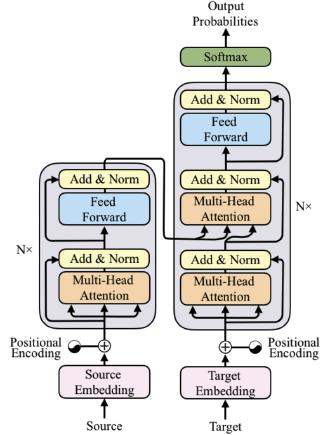 Output
Probabilities
Softmax
Add & Norm
Feed
Forward
Add & Norm
Multi-Head
Attention
Add & Norm
Multi-Head
Attention
N×
Add & Norm
Feed
Forward
Add & Norm
Multi-Head
Attention
N×
Positional
Encoding
Positional
Encoding
Source
Embedding
Target
Embedding
Source
Target